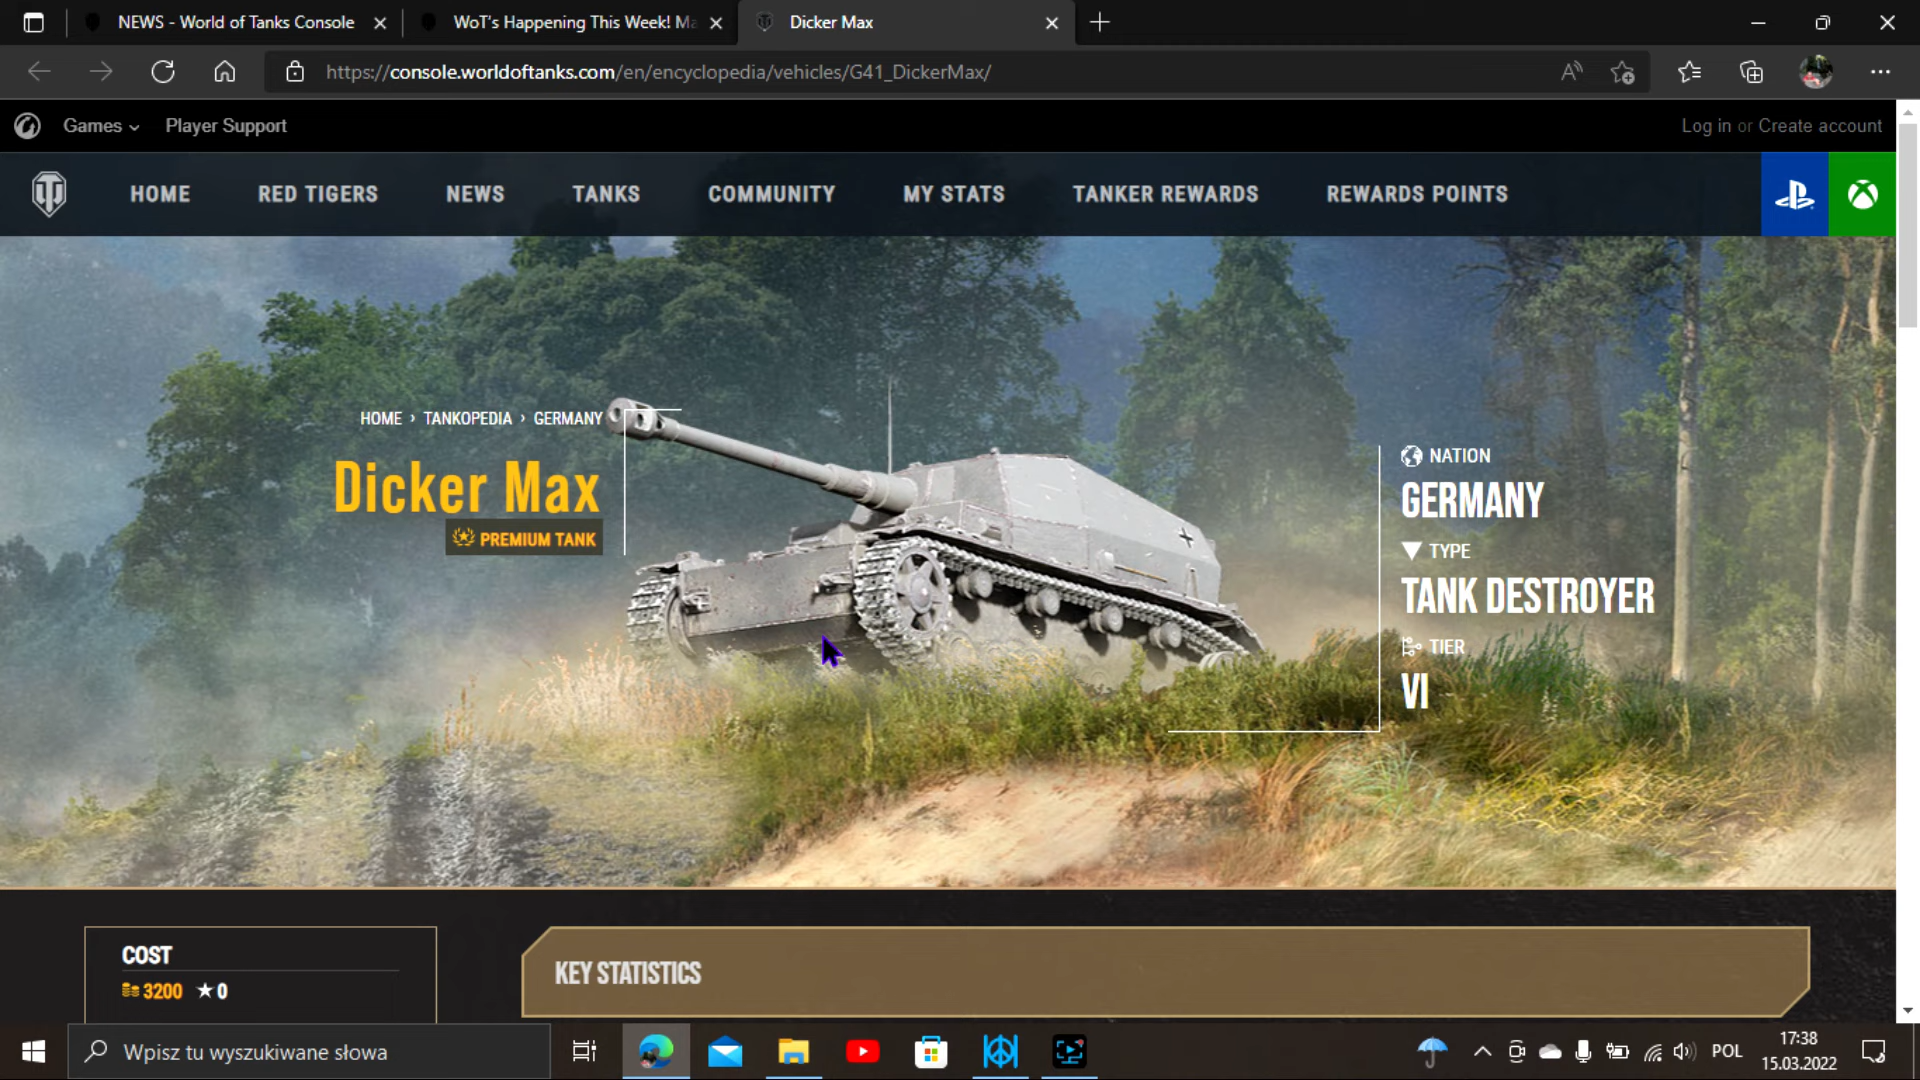 NEWS - World of Tanks Console
WoT's Happening This Week! Ma
Dicker Max
https://console.worldoftanks.com/en/encyclopedia/vehicles/G41_DickerMax/
Games
Player Support
Log in or Create account
HOME
RED TIGERS
NEWS
TANKS
COMMUNITY
MY STATS
TANKER REWARDS
REWARDS POINTS
HOME › TANKOPEDIA › GERMANY
Dicker Max
PREMIUM TANK
NATION
GERMANY
TYPE
TANK DESTROYER
TIER
VI
COST
3200 ★ 0
KEY STATISTICS
Wpisz tu wyszukiwane słowa
POL
17:38
15.03.2022